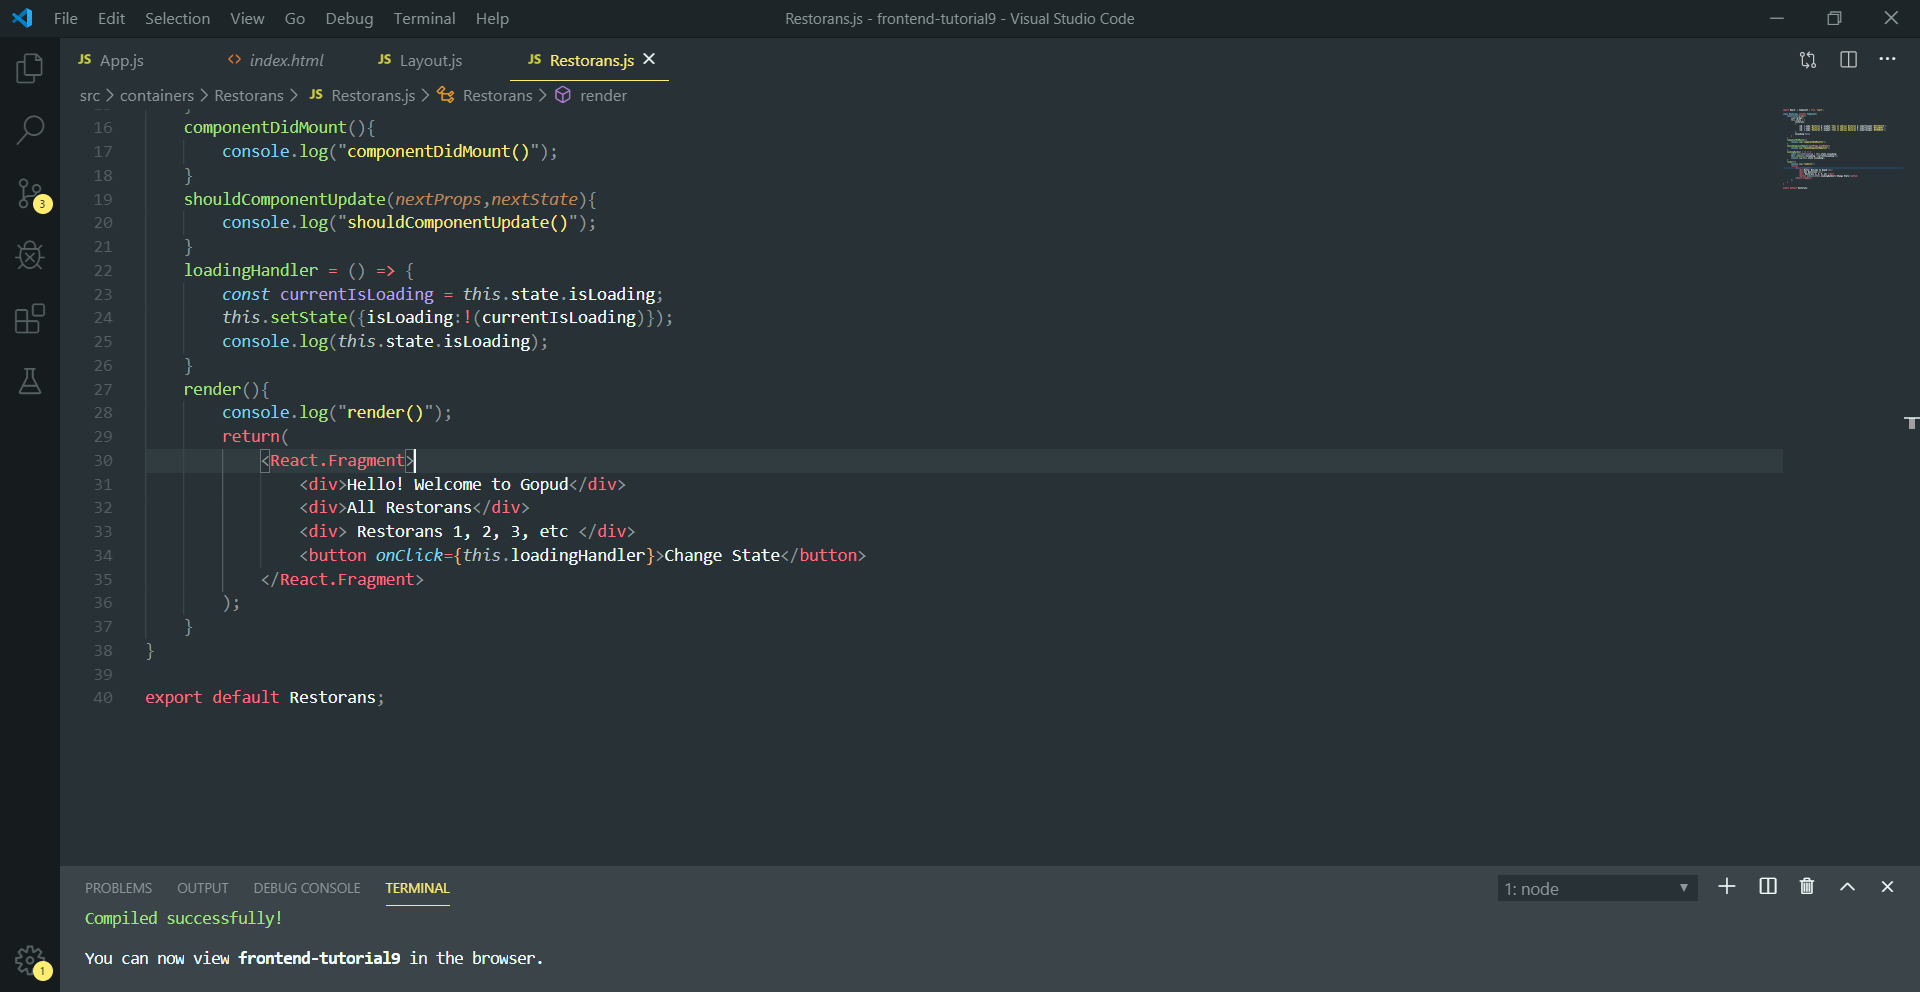 File Edit Selection View Go Debug Terminal Help
Restorans.js - frontend-tutorial9 - Visual Studio Code
JS App.js <> index.html JS Layout.js JS Restorans.js
src > containers > Restorans > JS Restorans.js > Restorans > render
16 componentDidMount(){
17 console.log("componentDidMount()");
18 }
19 shouldComponentUpdate(nextProps,nextState){
20 console.log("shouldComponentUpdate()");
21 }
22 loadingHandler = () => {
23 const currentIsLoading = this.state.isLoading;
24 this.setState({isLoading:!(currentIsLoading)});
25 console.log(this.state.isLoading);
26 }
27 render(){
28 console.log("render()");
29 return(
30 <React.Fragment>
31 <div>Hello! Welcome to Gopud</div>
32 <div>All Restorans</div>
33 <div> Restorans 1, 2, 3, etc </div>
34 <button onClick={this.loadingHandler}>Change State</button>
35 </React.Fragment>
36 );
37 }
38 }
39
40 export default Restorans;
3
1
PROBLEMS OUTPUT DEBUG CONSOLE TERMINAL
1: node
Compiled successfully!
You can now view frontend-tutorial9 in the browser.